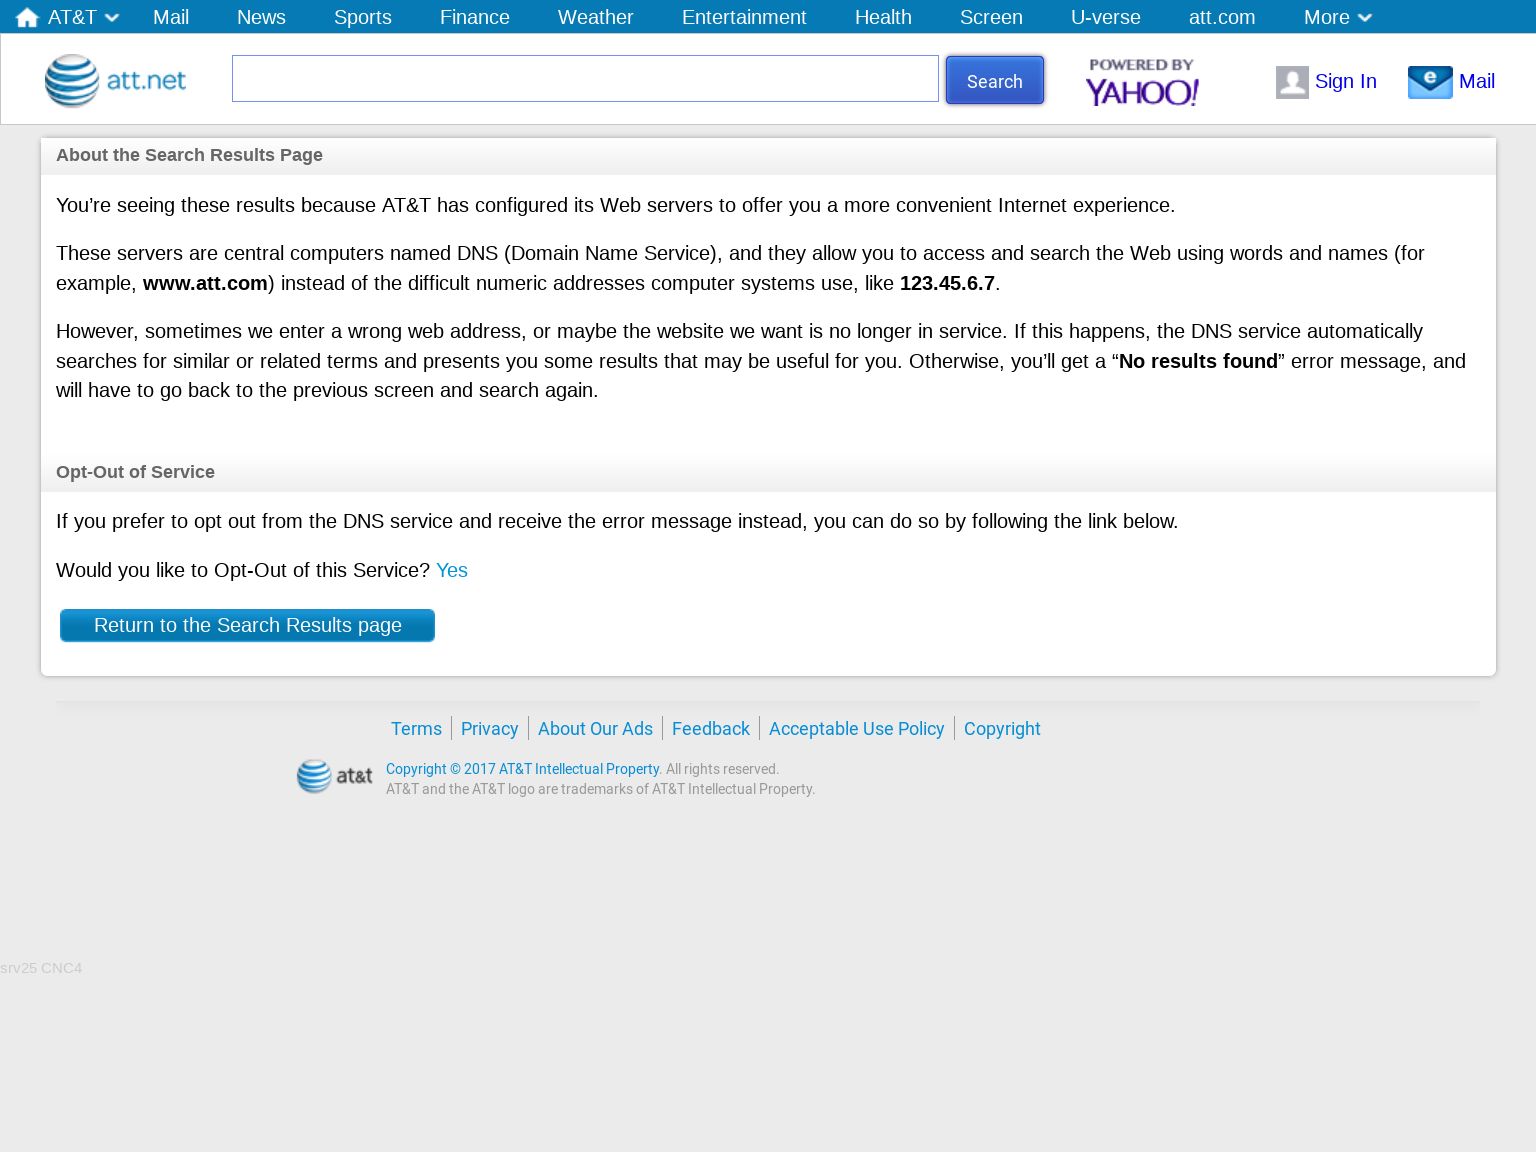 AT&T Mail News Sports Finance Weather Entertainment Health Screen U-verse att.com More
att.net Search POWERED BY YAHOO! Sign In Mail
About the Search Results Page
You’re seeing these results because AT&T has configured its Web servers to offer you a more convenient Internet experience.
These servers are central computers named DNS (Domain Name Service), and they allow you to access and search the Web using words and names (for
example, www.att.com) instead of the difficult numeric addresses computer systems use, like 123.45.6.7.
However, sometimes we enter a wrong web address, or maybe the website we want is no longer in service. If this happens, the DNS service automatically
searches for similar or related terms and presents you some results that may be useful for you. Otherwise, you’ll get a “No results found” error message, and
will have to go back to the previous screen and search again.
Opt-Out of Service
If you prefer to opt out from the DNS service and receive the error message instead, you can do so by following the link below.
Would you like to Opt-Out of this Service? Yes
Return to the Search Results page
Terms Privacy About Our Ads Feedback Acceptable Use Policy Copyright
at&t
Copyright © 2017 AT&T Intellectual Property. All rights reserved.
AT&T and the AT&T logo are trademarks of AT&T Intellectual Property.
srv25 CNC4